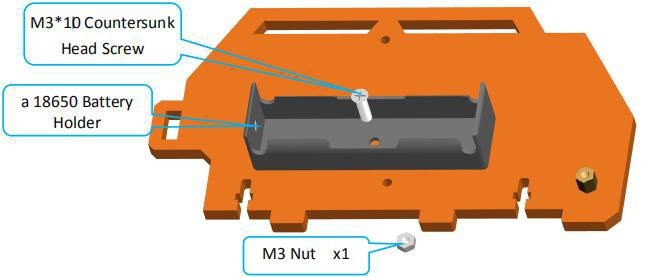 M3*10 Countersunk
Head Screw
a 18650 Battery
Holder
M3 Nut x1